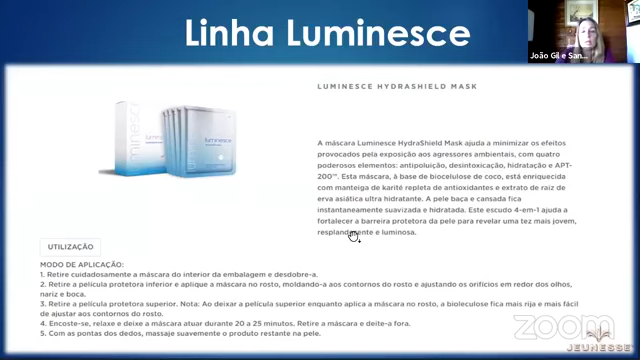 Linha Luminesce
João Gil e San...
LUMINESCE HYDRASHIELD MASK
luminesce
luminesce
A máscara Luminesce HydraShield Mask ajuda a minimizar os efeitos
provocados pela exposição aos agressores ambientais, com quatro
poderosos elementos: antipoluição, desintoxicação, hidratação e APT-
200™. Esta máscara, à base de biocelulose de coco, está enriquecida
com manteiga de karité repleta de antioxidantes e extrato de raiz de
erva asiática ultra hidratante. A pele baça e cansada fica
instantaneamente suavizada e hidratada. Este escudo 4-em-1 ajuda a
fortalecer a barreira protetora da pele para revelar uma tez mais jovem,
resplandecente e luminosa.
UTILIZAÇÃO
MODO DE APLICAÇÃO:
1. Retire cuidadosamente a máscara do interior da embalagem e desdobre-a.
2. Retire a película protetora inferior e aplique a máscara no rosto, moldando-a aos contornos do rosto e ajustando os orifícios em redor dos olhos,
nariz e boca.
3. Retire a película protetora superior. Nota: Ao deixar a película superior enquanto aplica a máscara no rosto, a bioleculose fica mais rija e mais fácil
de ajustar aos contornos do rosto.
4. Encoste-se, relaxe e deixe a máscara atuar durante 20 a 25 minutos. Retire a máscara e deite-a fora.
5. Com as pontas dos dedos, massaje suavemente o produto restante na pele.
zoom
JEUNESSE